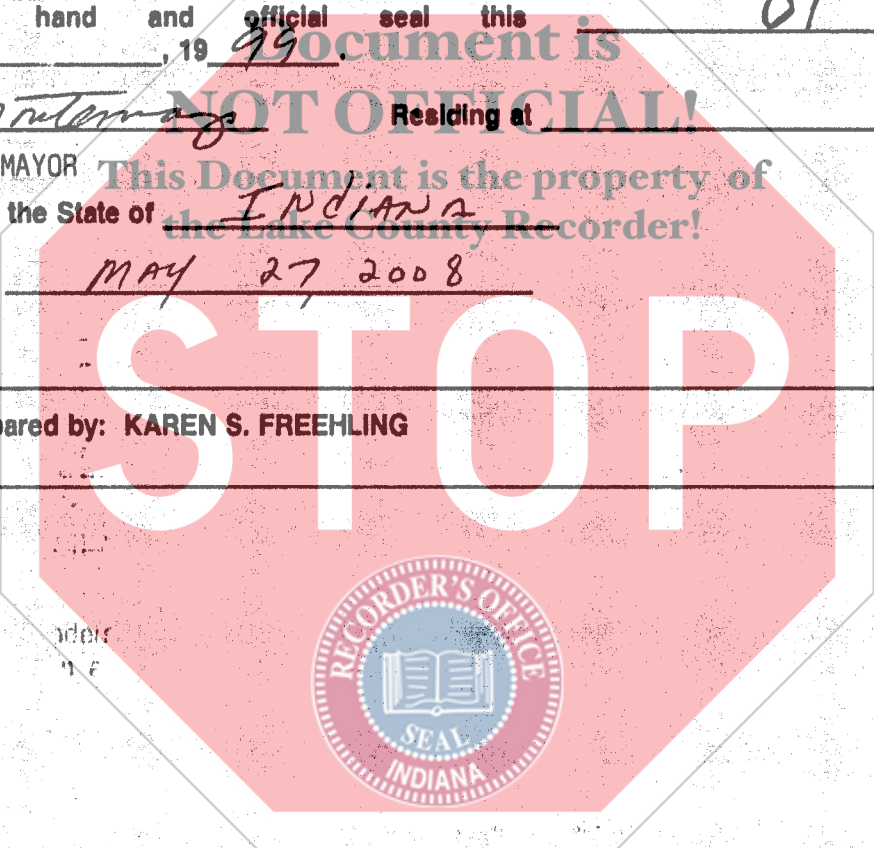 hand and official seal this 01
, 19 99.
Document is
NOT OFFICIAL!
Residing at
MAYOR
This Document is the property of
the Lake County Recorder!
the State of INDIANA
MAY 27 2008
STOP
pared by: KAREN S. FREEHLING
RECORDER'S OFFICE
SEAL
INDIANA